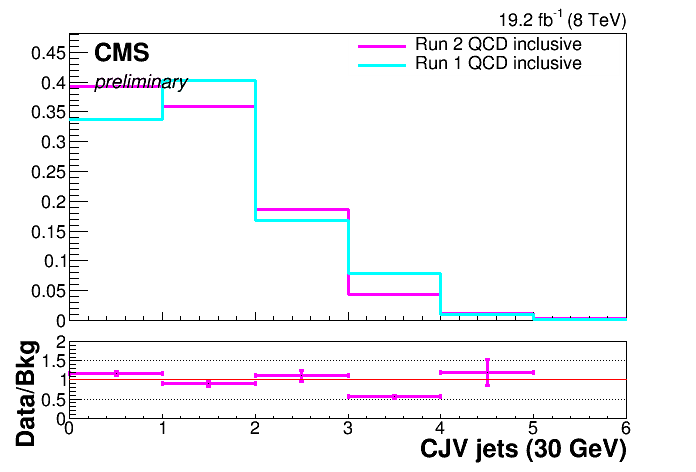 19.2 fb⁻¹ (8 TeV)
CMS
preliminary
Run 2 QCD inclusive
Run 1 QCD inclusive
0.45
0.4
0.35
0.3
0.25
0.2
0.15
0.1
0.05
0
Data/Bkg
2
1.5
1
0.5
0
0 1 2 3 4 5 6
CJV jets (30 GeV)